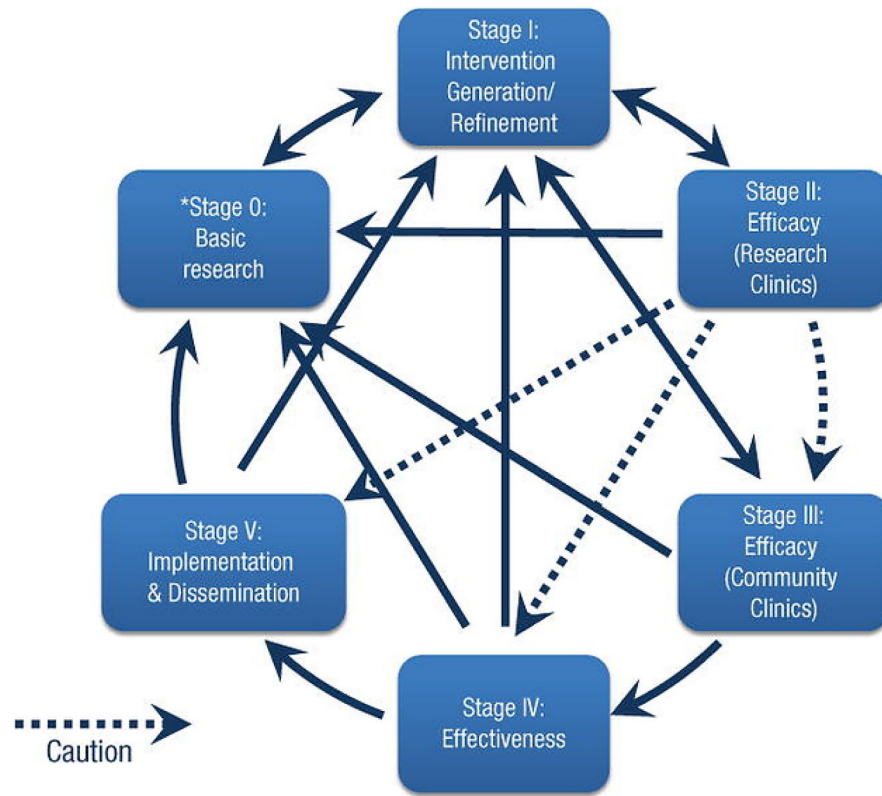 Stage I:
Intervention
Generation/
Refinement
*Stage 0:
Basic
research
Stage II:
Efficacy
(Research
Clinics)
Stage V:
Implementation
& Dissemination
Stage III:
Efficacy
(Community
Clinics)
Stage IV:
Effectiveness
Caution